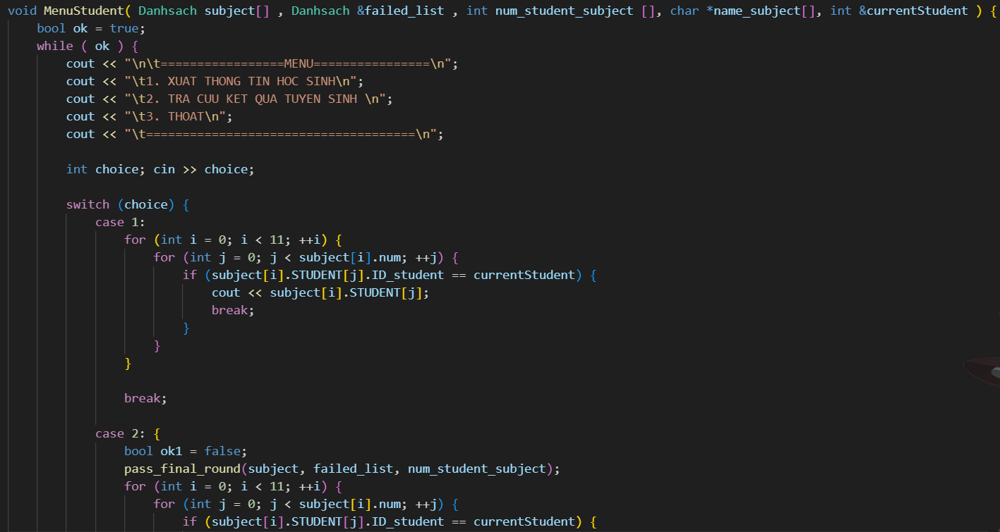 void MenuStudent( Danhsach subject[] , Danhsach &failed_list , int num_student_subject [], char *name_subject[], int &currentStudent ) {
    bool ok = true;
    while ( ok ) {
        cout << "\n\t=================MENU================\n";
        cout << "\t1. XUAT THONG TIN HOC SINH\n";
        cout << "\t2. TRA CUU KET QUA TUYEN SINH \n";
        cout << "\t3. THOAT\n";
        cout << "\t=====================================\n";

        int choice; cin >> choice;

        switch (choice) {
            case 1:
                for (int i = 0; i < 11; ++i) {
                    for (int j = 0; j < subject[i].num; ++j) {
                        if (subject[i].STUDENT[j].ID_student == currentStudent) {
                            cout << subject[i].STUDENT[j];
                            break;
                        }
                    }
                }

                break;

            case 2: {
                bool ok1 = false;
                pass_final_round(subject, failed_list, num_student_subject);
                for (int i = 0; i < 11; ++i) {
                    for (int j = 0; j < subject[i].num; ++j) {
                        if (subject[i].STUDENT[j].ID_student == currentStudent) {